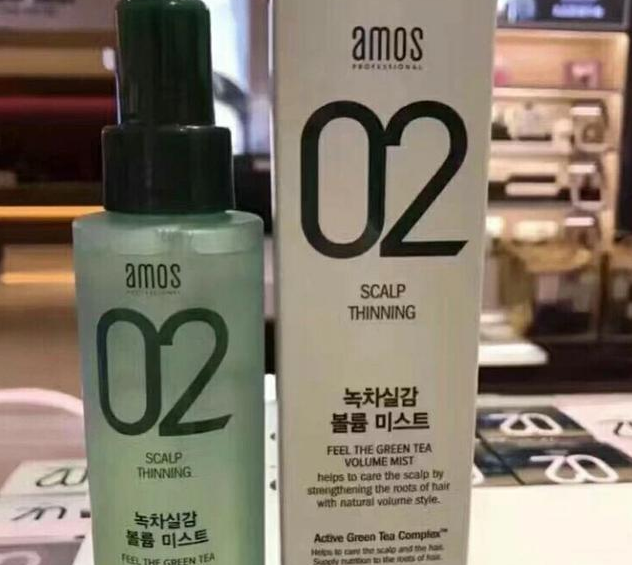 amos
PROFESSIONAL
02
SCALP
THINNING
녹차실감
볼륨 미스트
FEEL THE GREEN TEA
amos
PROFESSIONAL
02
SCALP
THINNING
녹차실감
볼륨 미스트
FEEL THE GREEN TEA
VOLUME MIST
helps to care the scalp by
strengthening the roots of hair
with natural volume style.
Active Green Tea Complex™
Helps to care the scalp and the hair.
Supply nutrition to the roots of hair